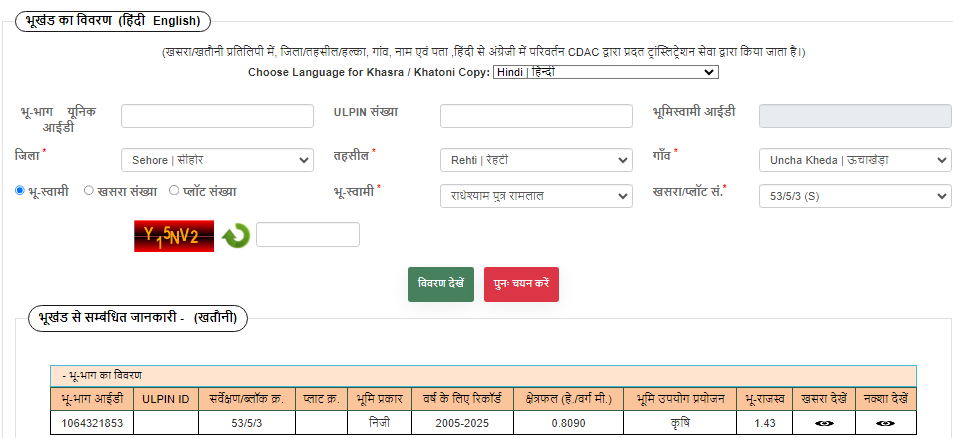 भूखंड का विवरण (हिंदी English)
(खसरा/खतौनी प्रतिलिपी में, जिला/तहसील/हल्का, गांव, नाम एवं पता ,हिंदी से अंग्रेजी में परिवर्तन CDAC द्वारा प्रदत ट्रांस्लिट्रेशन सेवा द्वारा किया जाता है।)
Choose Language for Khasra / Khatoni Copy: Hindi | हिन्दी
भू-भाग यूनिक आईडी ULPIN संख्या भूमिस्वामी आईडी
जिला * Sehore | सीहोर तहसील * Rehti | रेहटी गाँव * Uncha Kheda | ऊचाखेड़ा
भू-स्वामी खसरा संख्या प्लॉट संख्या भू-स्वामी * राधेश्याम पुत्र रामलाल खसरा/प्लॉट सं.* 53/5/3 (S)
Y15NV2
विवरण देखें पुनः चयन करें
भूखंड से सम्बंधित जानकारी - (खतौनी)
- भू-भाग का विवरण
भू-भाग आईडी ULPIN ID सर्वेक्षण/ब्लॉक क्र. प्लाट क्र. भूमि प्रकार वर्ष के लिए रिकॉर्ड क्षेत्रफल (हे./वर्ग मी.) भूमि उपयोग प्रयोजन भू-राजस्व खसरा देखें नक्शा देखें
1064321853 53/5/3 निजी 2005-2025 0.8090 कृषि 1.43